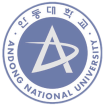 안동대학교
ANDONG NATIONAL UNIVERSITY